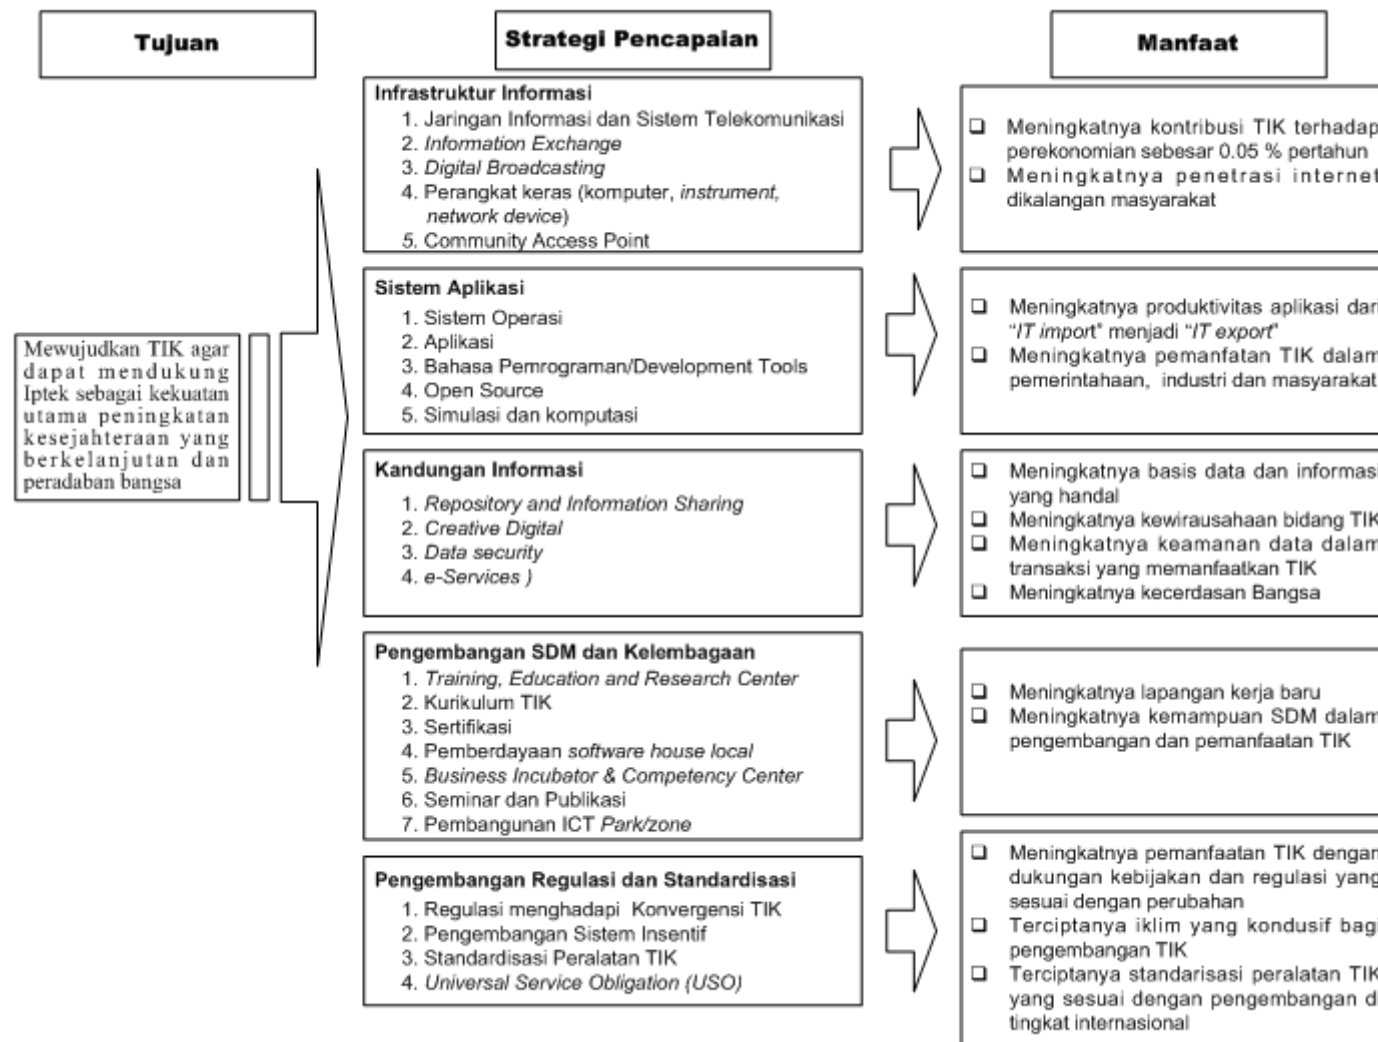 Tujuan
Strategi Pencapaian
Manfaat
Mewujudkan TIK agar
dapat mendukung
Iptek sebagai kekuatan
utama peningkatan
kesejahteraan yang
berkelanjutan dan
peradaban bangsa
Infrastruktur Informasi
1. Jaringan Informasi dan Sistem Telekomunikasi
2. Information Exchange
3. Digital Broadcasting
4. Perangkat keras (komputer, instrument,
network device)
5. Community Access Point
❑ Meningkatnya kontribusi TIK terhadap
perekonomian sebesar 0.05 % pertahun
❑ Meningkatnya penetrasi internet
dikalangan masyarakat
Sistem Aplikasi
1. Sistem Operasi
2. Aplikasi
3. Bahasa Pemrograman/Development Tools
4. Open Source
5. Simulasi dan komputasi
❑ Meningkatnya produktivitas aplikasi dari
“IT import” menjadi “IT export”
❑ Meningkatnya pemanfatan TIK dalam
pemerintahaan, industri dan masyarakat
Kandungan Informasi
1. Repository and Information Sharing
2. Creative Digital
3. Data security
4. e-Services )
❑ Meningkatnya basis data dan informasi
yang handal
❑ Meningkatnya kewirausahaan bidang TIK
❑ Meningkatnya keamanan data dalam
transaksi yang memanfaatkan TIK
❑ Meningkatnya kecerdasan Bangsa
Pengembangan SDM dan Kelembagaan
1. Training, Education and Research Center
2. Kurikulum TIK
3. Sertifikasi
4. Pemberdayaan software house local
5. Business Incubator & Competency Center
6. Seminar dan Publikasi
7. Pembangunan ICT Park/zone
❑ Meningkatnya lapangan kerja baru
❑ Meningkatnya kemampuan SDM dalam
pengembangan dan pemanfaatan TIK
Pengembangan Regulasi dan Standardisasi
1. Regulasi menghadapi Konvergensi TIK
2. Pengembangan Sistem Insentif
3. Standardisasi Peralatan TIK
4. Universal Service Obligation (USO)
❑ Meningkatnya pemanfaatan TIK dengan
dukungan kebijakan dan regulasi yang
sesuai dengan perubahan
❑ Terciptanya iklim yang kondusif bagi
pengembangan TIK
❑ Terciptanya standarisasi peralatan TIK
yang sesuai dengan pengembangan di
tingkat internasional